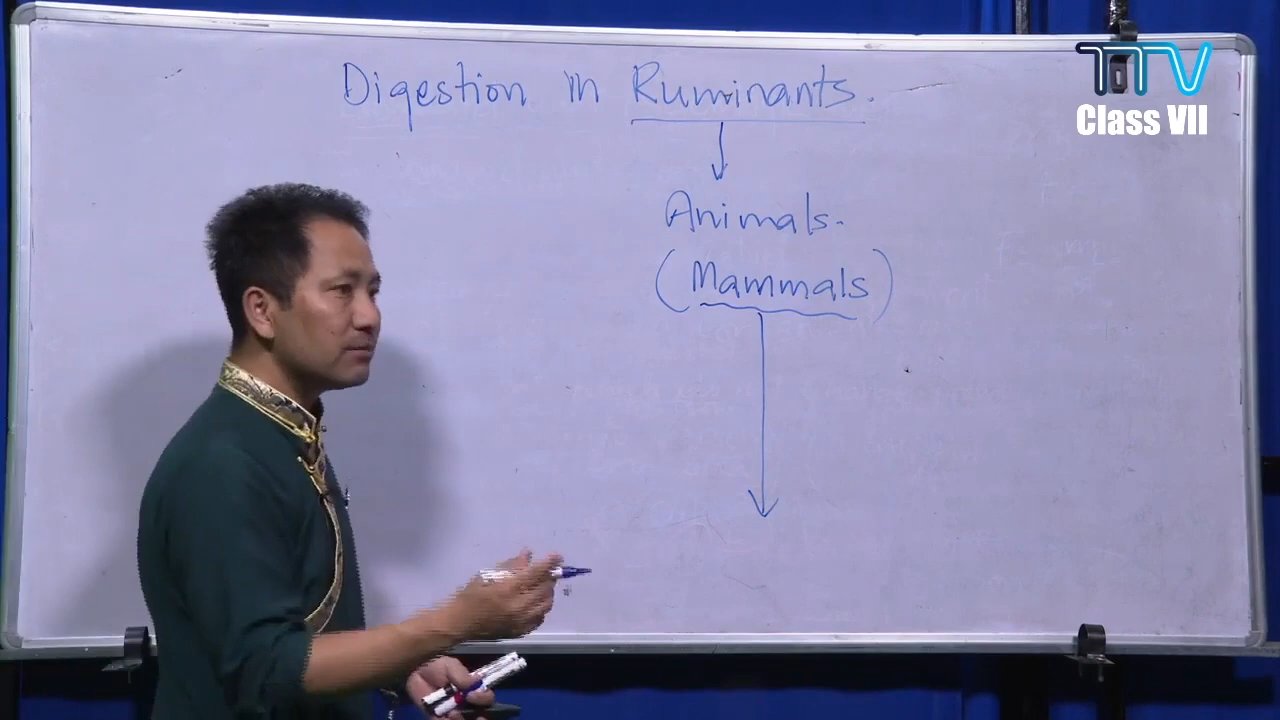 Digestion in Ruminants.
Animals.
(Mammals)
TTV
Class VII